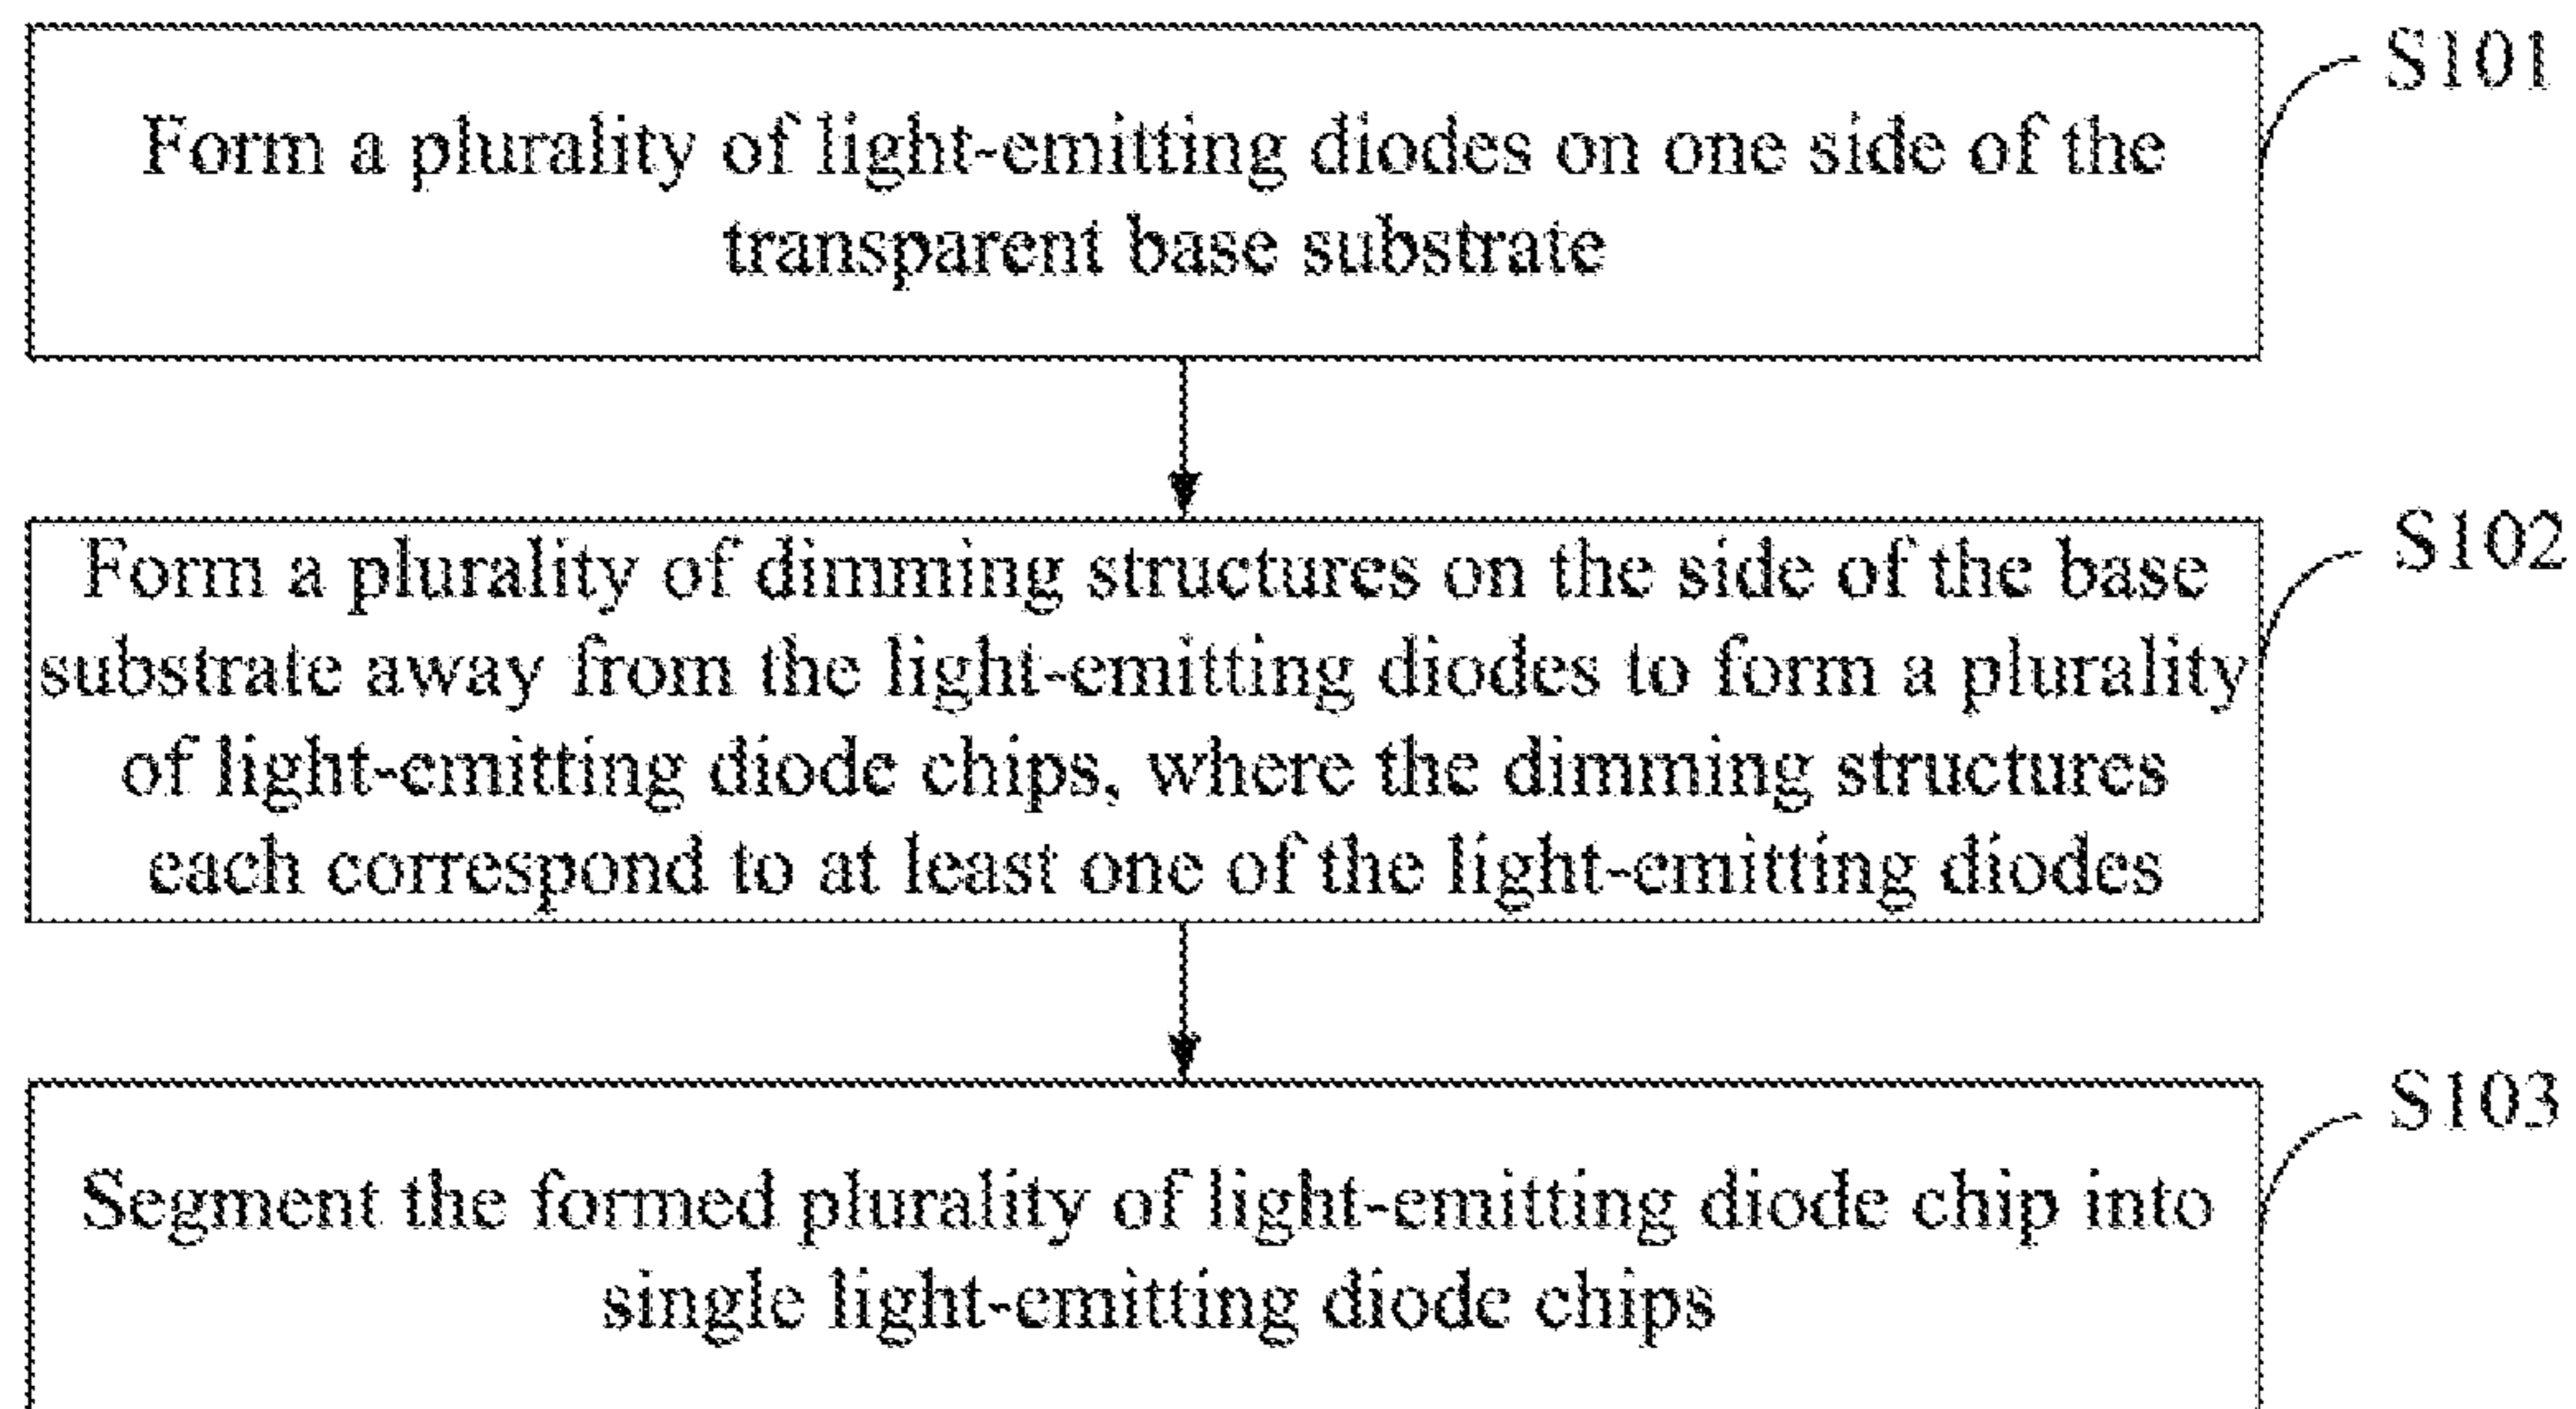 S101
Form a plurality of light-emitting diodes on one side of the
transparent base substrate
S102
Form a plurality of dimming structures on the side of the base
substrate away from the light-emitting diodes to form a plurality
of light-emitting diode chips, where the dimming structures
each correspond to at least one of the light-emitting diodes
S103
Segment the formed plurality of light-emitting diode chip into
single light-emitting diode chips